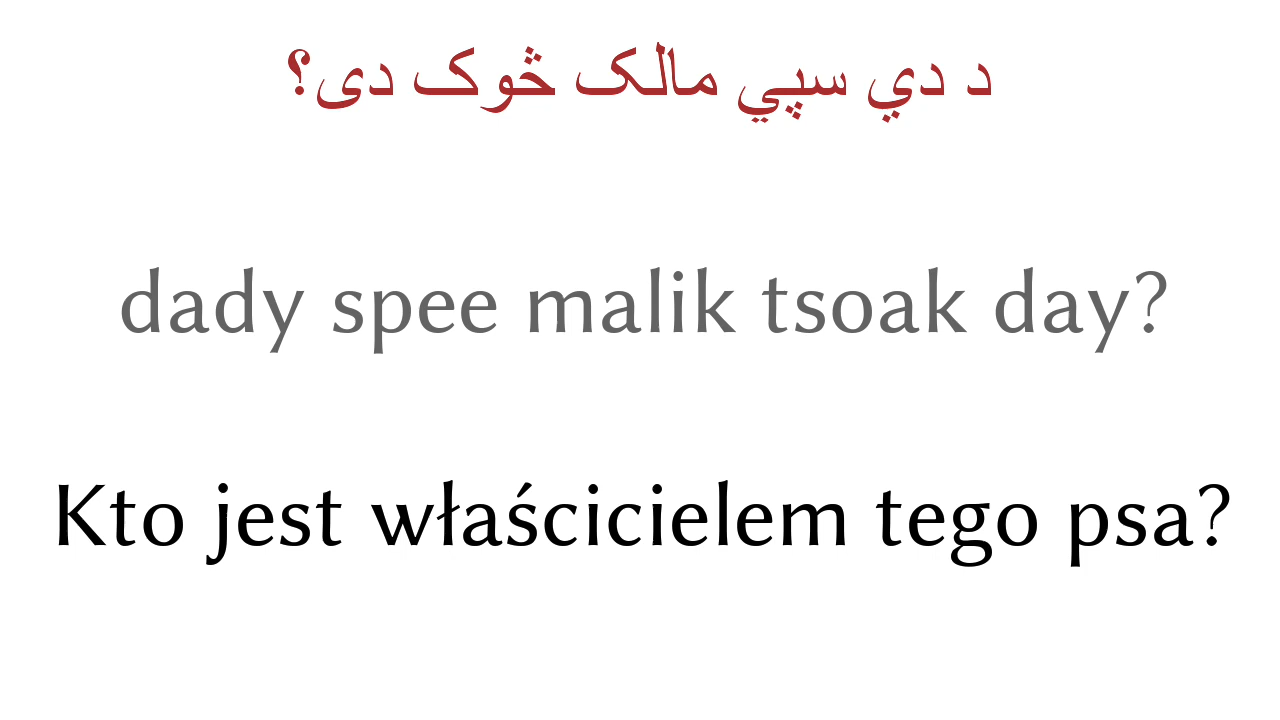 د دي سپي مالک څوک دی؟
dady spee malik tsoak day?
Kto jest właścicielem tego psa?